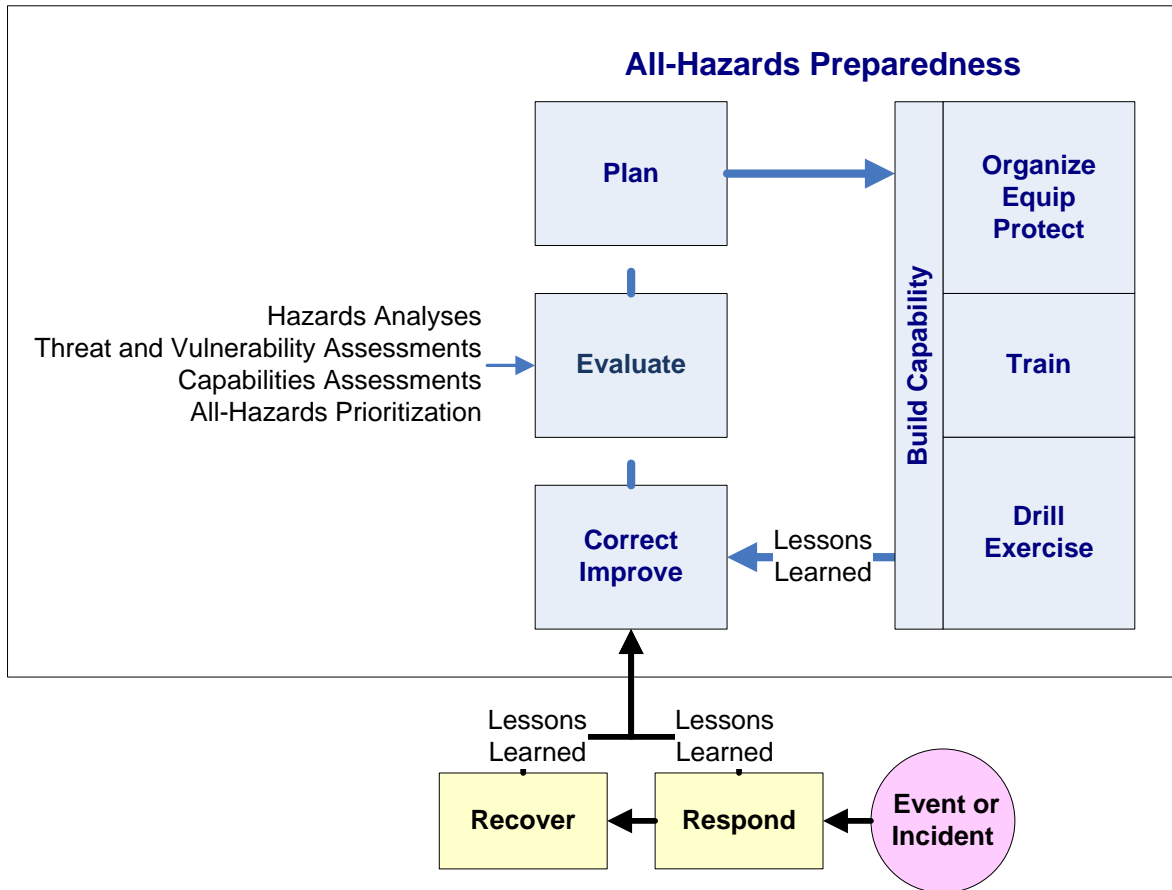 All-Hazards Preparedness
Plan
Organize
Equip
Protect
Build Capability
Hazards Analyses
Threat and Vulnerability Assessments
Capabilities Assessments
All-Hazards Prioritization
Evaluate
Train
Correct
Improve
Lessons
Learned
Drill
Exercise
Lessons
Learned
Lessons
Learned
Recover
Respond
Event or
Incident